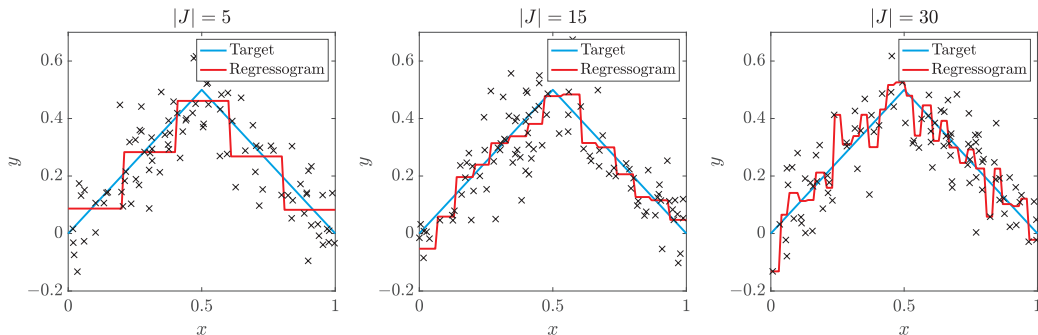 |J| = 5
Target
Regressogram
0.6
0.4
0.2
0
−0.2
y
0
0.5
1
x
|J| = 15
Target
Regressogram
0.6
0.4
0.2
0
−0.2
y
0
0.5
1
x
|J| = 30
Target
Regressogram
0.6
0.4
0.2
0
−0.2
y
0
0.5
1
x